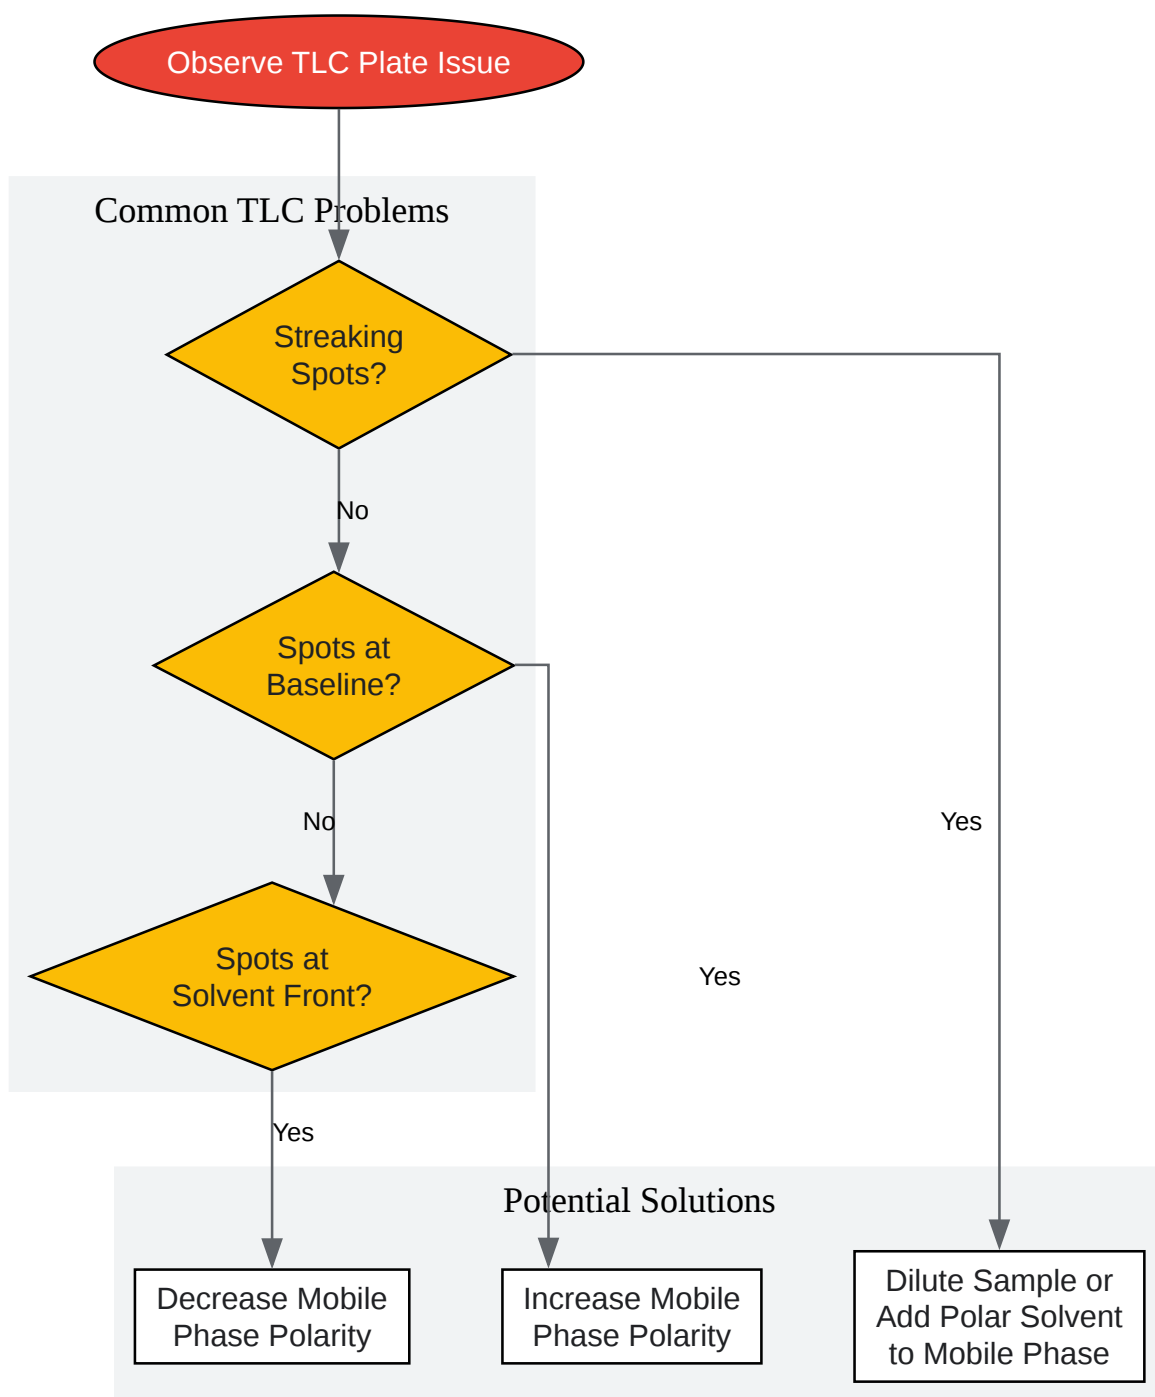 Observe TLC Plate Issue
Common TLC Problems
Streaking
Spots?
No
Spots at
Baseline?
No
Yes
Spots at
Solvent Front?
Yes
Yes
Potential Solutions
Decrease Mobile
Phase Polarity
Increase Mobile
Phase Polarity
Dilute Sample or
Add Polar Solvent
to Mobile Phase